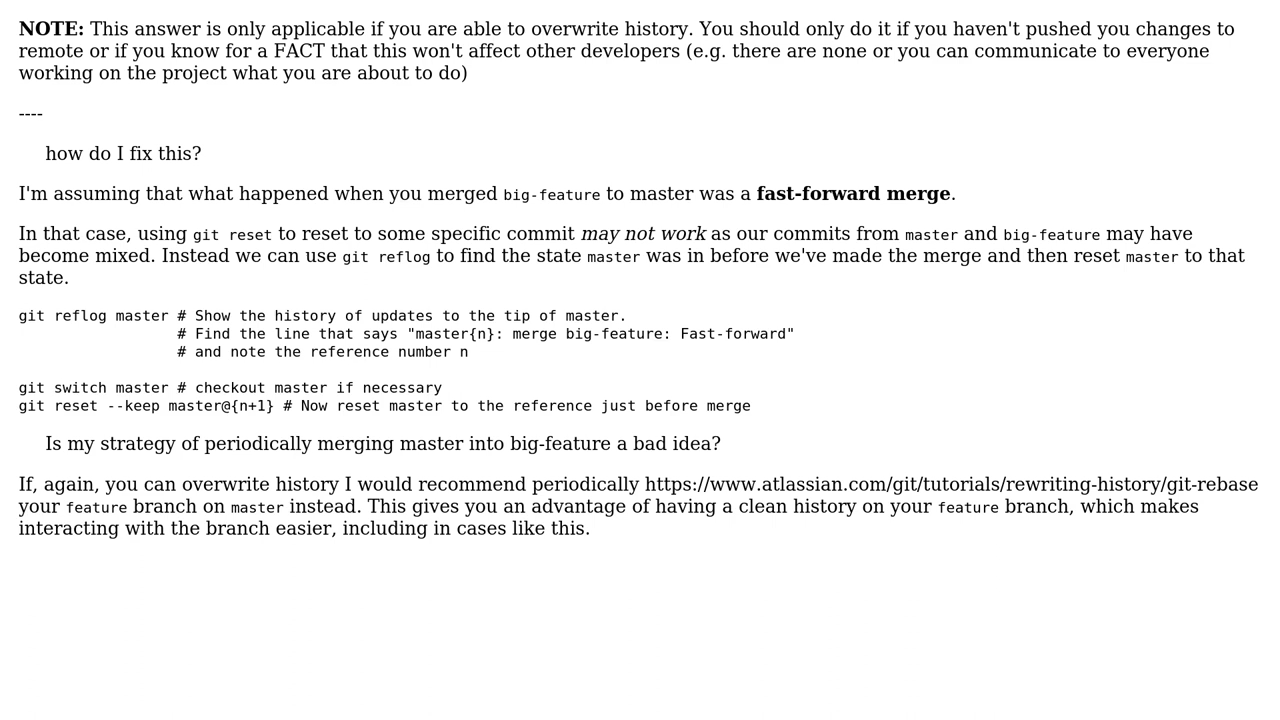 NOTE: This answer is only applicable if you are able to overwrite history. You should only do it if you haven't pushed you changes to
remote or if you know for a FACT that this won't affect other developers (e.g. there are none or you can communicate to everyone
working on the project what you are about to do)
----
how do I fix this?
I'm assuming that what happened when you merged big-feature to master was a fast-forward merge.
In that case, using git reset to reset to some specific commit may not work as our commits from master and big-feature may have
become mixed. Instead we can use git reflog to find the state master was in before we've made the merge and then reset master to that
state.
git reflog master # Show the history of updates to the tip of master.
# Find the line that says "master{n}: merge big-feature: Fast-forward"
# and note the reference number n
git switch master # checkout master if necessary
git reset --keep master@{n+1} # Now reset master to the reference just before merge
Is my strategy of periodically merging master into big-feature a bad idea?
If, again, you can overwrite history I would recommend periodically https://www.atlassian.com/git/tutorials/rewriting-history/git-rebase
your feature branch on master instead. This gives you an advantage of having a clean history on your feature branch, which makes
interacting with the branch easier, including in cases like this.